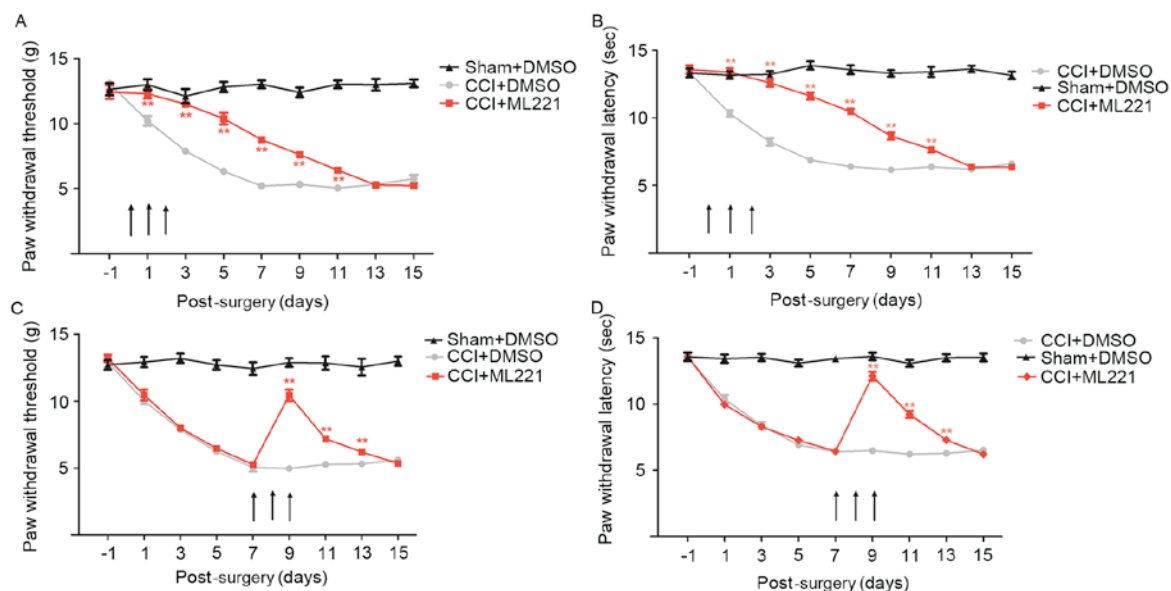 A
Paw withdrawal threshold (g)
15
10
5
0
-1 1 3 5 7 9 11 13 15
Post-surgery (days)
Sham+DMSO
CCI+DMSO
CCI+ML221
** ** ** ** ** **
B
Paw withdrawal latency (sec)
15
10
5
0
-1 1 3 5 7 9 11 13 15
Post-surgery (days)
CCI+DMSO
Sham+DMSO
CCI+ML221
** ** ** ** ** **
C
Paw withdrawal threshold (g)
15
10
5
0
-1 1 3 5 7 9 11 13 15
Post-surgery (days)
Sham+DMSO
CCI+DMSO
CCI+ML221
** ** **
D
Paw withdrawal latency (sec)
15
10
5
0
-1 1 3 5 7 9 11 13 15
Post-surgery (days)
CCI+DMSO
Sham+DMSO
CCI+ML221
** ** **